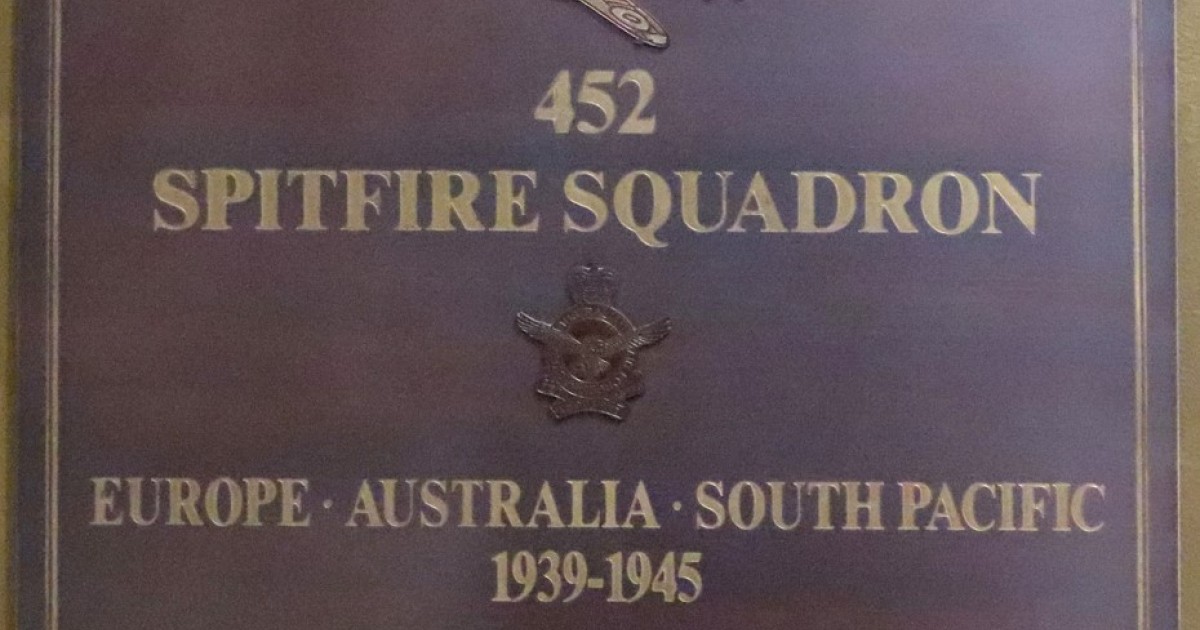 452
SPITFIRE SQUADRON
EUROPE · AUSTRALIA · SOUTH PACIFIC
1939-1945